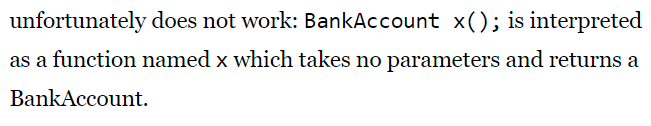 unfortunately does not work: BankAccount x(); is interpreted
as a function named x which takes no parameters and returns a
BankAccount.